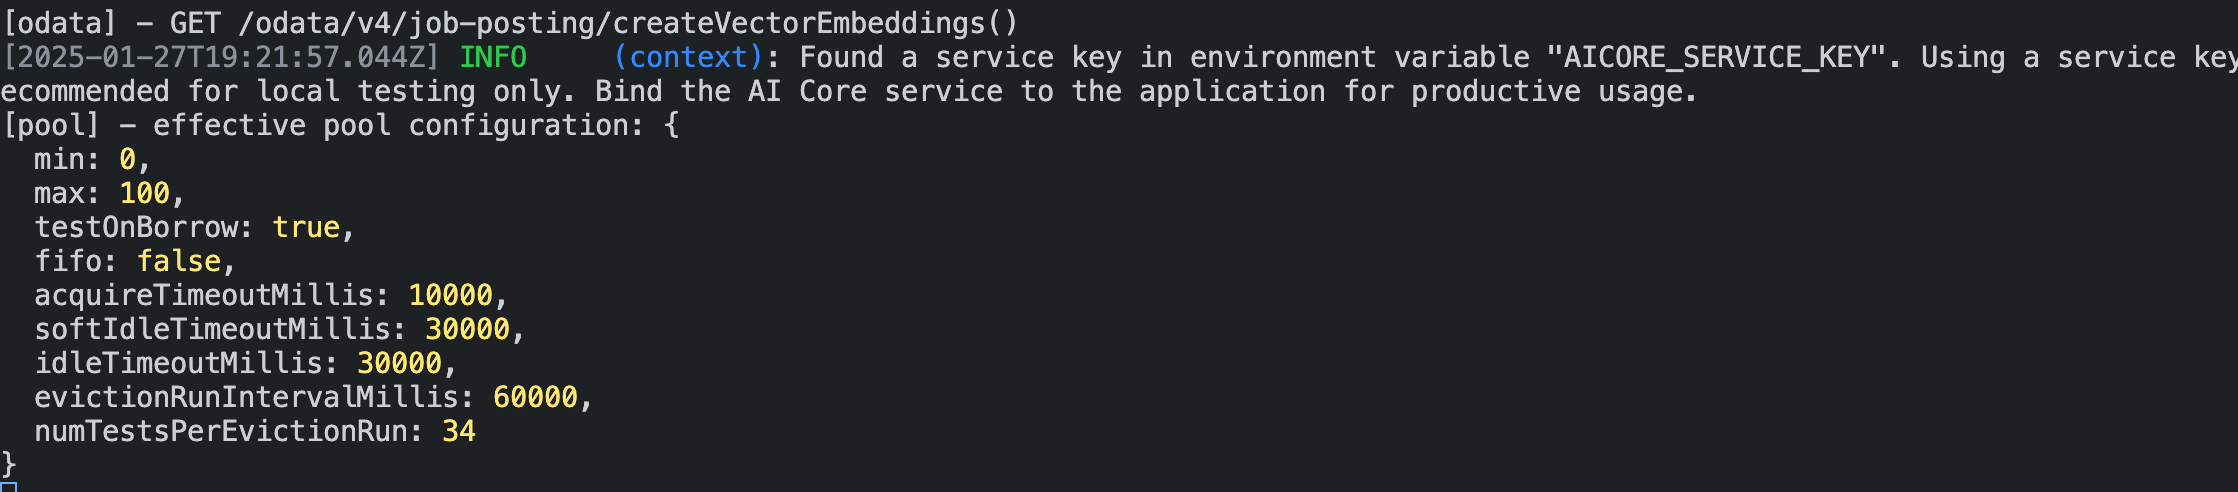 [odata] - GET /odata/v4/job-posting/createVectorEmbeddings()
[2025-01-27T19:21:57.044Z] INFO     (context): Found a service key in environment variable "AICORE_SERVICE_KEY". Using a service key
ecommended for local testing only. Bind the AI Core service to the application for productive usage.
[pool] - effective pool configuration: {
  min: 0,
  max: 100,
  testOnBorrow: true,
  fifo: false,
  acquireTimeoutMillis: 10000,
  softIdleTimeoutMillis: 30000,
  idleTimeoutMillis: 30000,
  evictionRunIntervalMillis: 60000,
  numTestsPerEvictionRun: 34
}